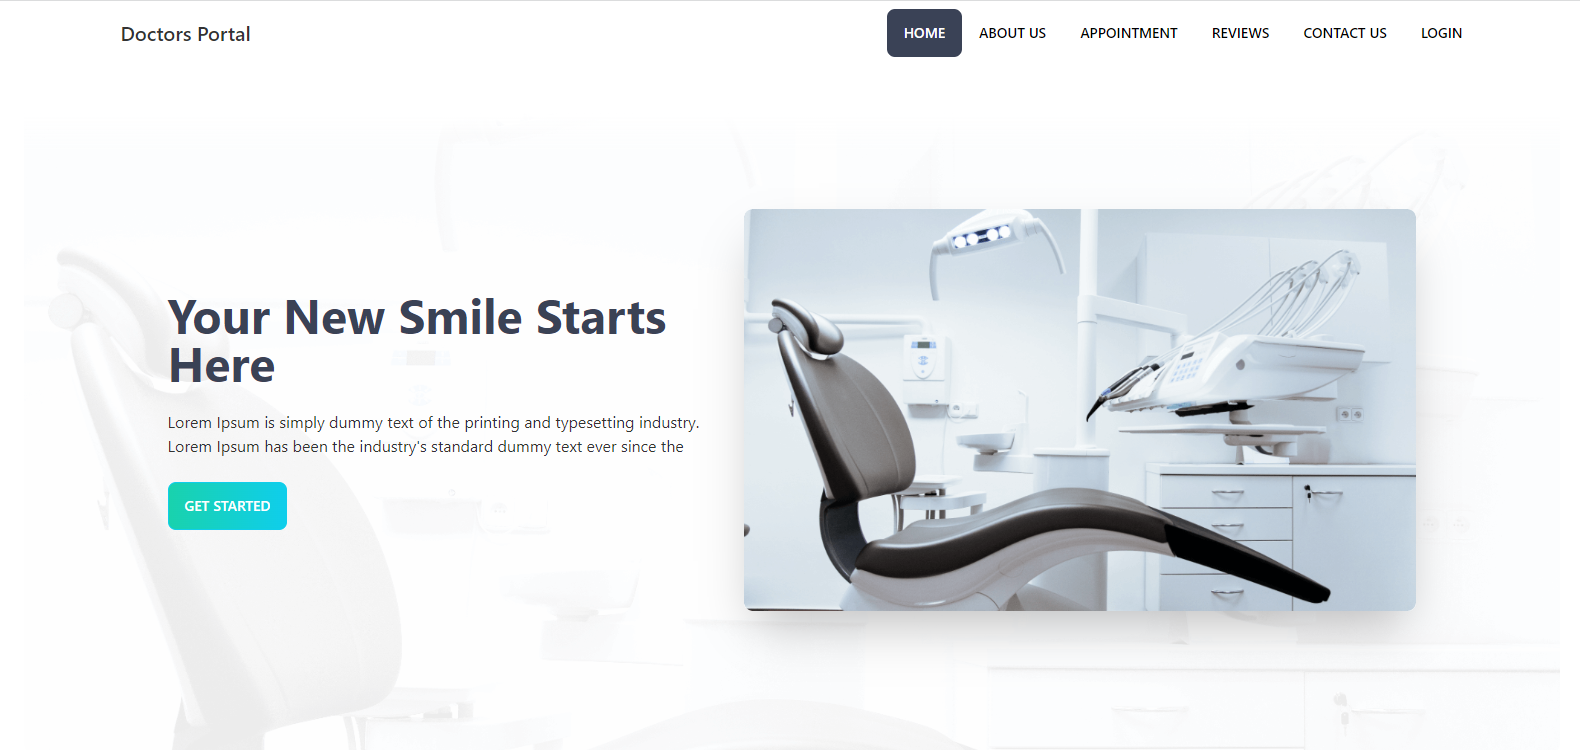 Doctors Portal
HOME
ABOUT US
APPOINTMENT
REVIEWS
CONTACT US
LOGIN
Your New Smile Starts
Here
Lorem Ipsum is simply dummy text of the printing and typesetting industry.
Lorem Ipsum has been the industry's standard dummy text ever since the
GET STARTED